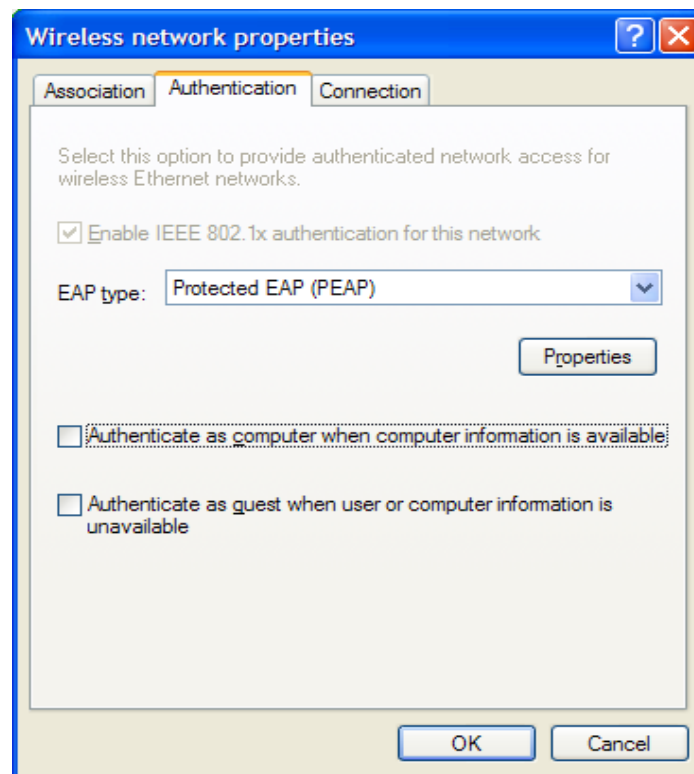 Wireless network properties
Association Authentication Connection
Select this option to provide authenticated network access for
wireless Ethernet networks.
Enable IEEE 802.1x authentication for this network
EAP type: Protected EAP (PEAP)
Properties
Authenticate as computer when computer information is available
Authenticate as guest when user or computer information is
unavailable
OK Cancel